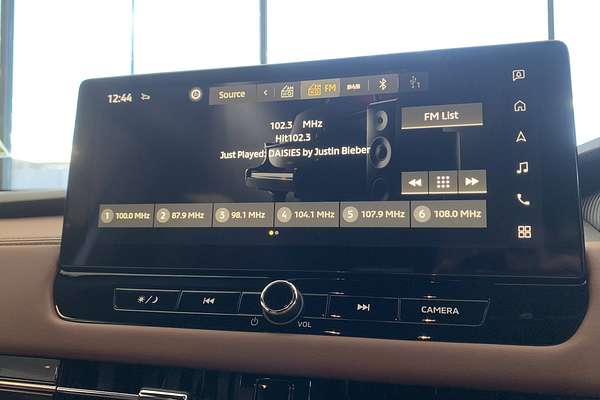 12:44
Source
AM
FM
DAB
1
FM List
102.3 MHz
Hit102.3
Just Played: DAISIES by Justin Bieber
1 100.0 MHz
2 87.9 MHz
3 98.1 MHz
4 104.1 MHz
5 107.9 MHz
6 108.0 MHz
VOL
CAMERA